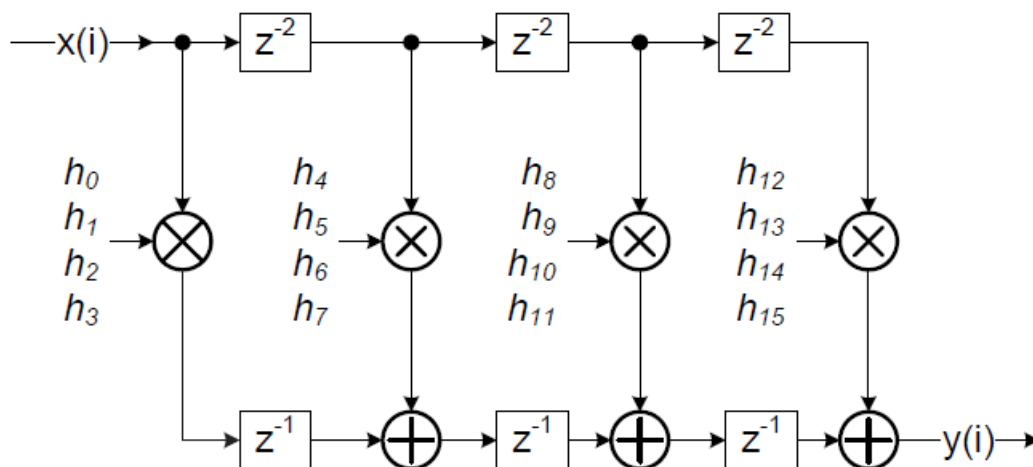 x(i) z⁻² z⁻² z⁻²
h₀ h₄ h₈ h₁₂
h₁ h₅ h₉ h₁₃
h₂ h₆ h₁₀ h₁₄
h₃ h₇ h₁₁ h₁₅
z⁻¹ z⁻¹ z⁻¹ y(i)